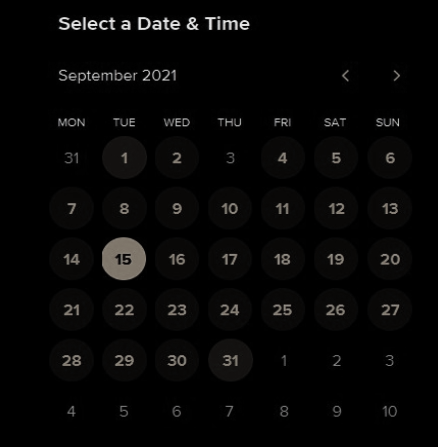 Select a Date & Time
September 2021
MON TUE WED THU FRI SAT SUN
31 1 2 3 4 5 6
7 8 9 10 11 12 13
14 15 16 17 18 19 20
21 22 23 24 25 26 27
28 29 30 31 1 2 3
4 5 6 7 8 9 10